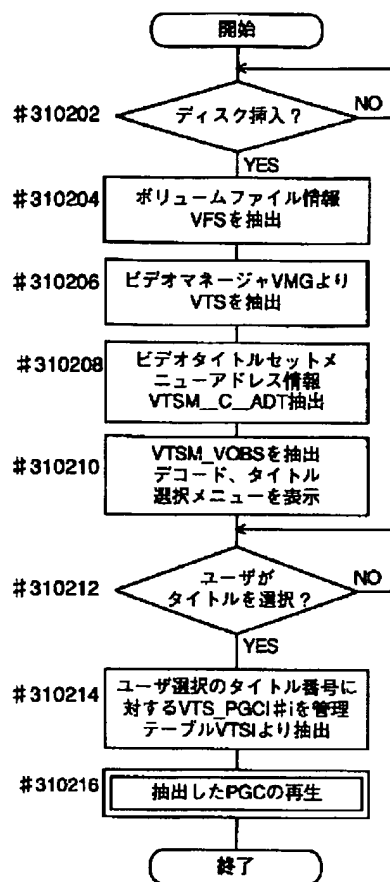 開始
#310202
ディスク挿入?
NO
YES
#310204
ボリュームファイル情報
VFSを抽出
#310206
ビデオマネージャVMGより
VTSを抽出
#310208
ビデオタイトルセットメ
ニューアドレス情報
VTSM__C__ADT抽出
#310210
VTSM_VOBSを抽出
デコード、タイトル
選択メニューを表示
#310212
ユーザが
タイトルを選択?
NO
YES
#310214
ユーザ選択のタイトル番号に
対するVTS_PGCI#iを管理
テーブルVTSIより抽出
#310216
抽出したPGCの再生
終了